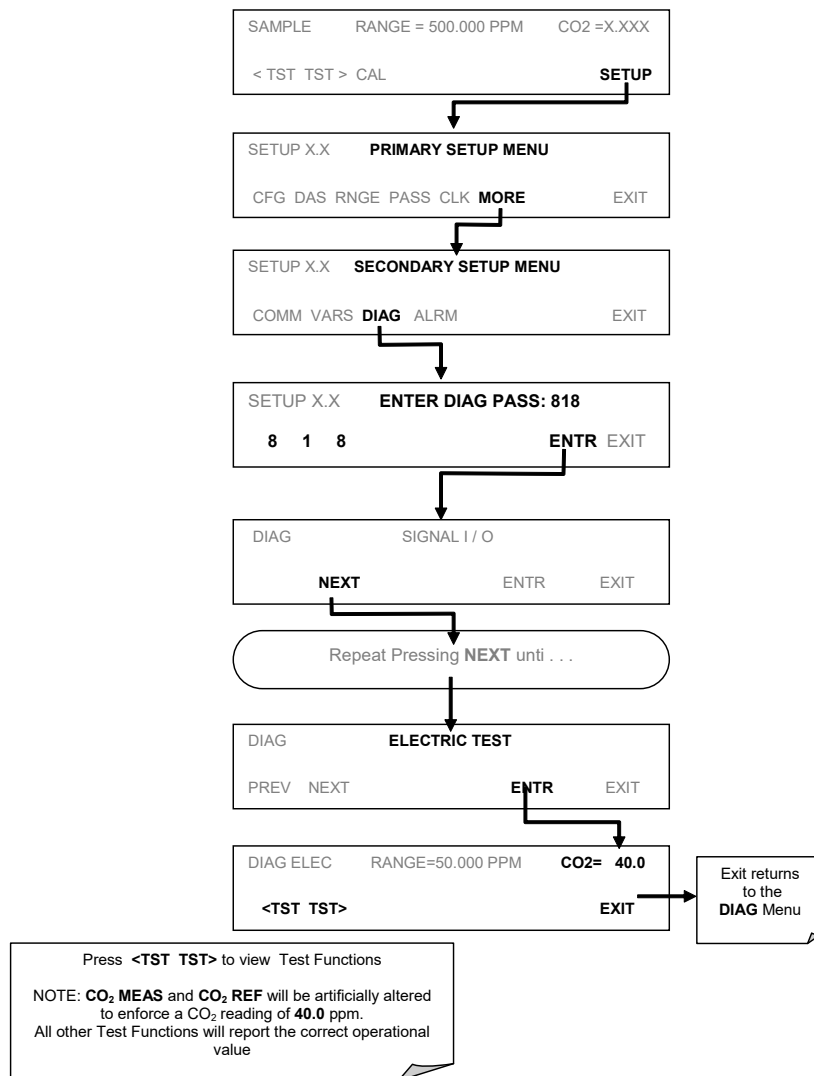 SAMPLE RANGE = 500.000 PPM CO2 =X.XXX
< TST TST > CAL SETUP
SETUP X.X PRIMARY SETUP MENU
CFG DAS RNGE PASS CLK MORE EXIT
SETUP X.X SECONDARY SETUP MENU
COMM VARS DIAG ALRM EXIT
SETUP X.X ENTER DIAG PASS: 818
8 1 8 ENTR EXIT
DIAG SIGNAL I / O
NEXT ENTR EXIT
Repeat Pressing NEXT unti . . .
DIAG ELECTRIC TEST
PREV NEXT ENTR EXIT
DIAG ELEC RANGE=50.000 PPM CO2= 40.0
<TST TST> EXIT
Exit returns
to the
DIAG Menu
Press <TST TST> to view Test Functions
NOTE: CO₂ MEAS and CO₂ REF will be artificially altered
to enforce a CO₂ reading of 40.0 ppm.
All other Test Functions will report the correct operational
value